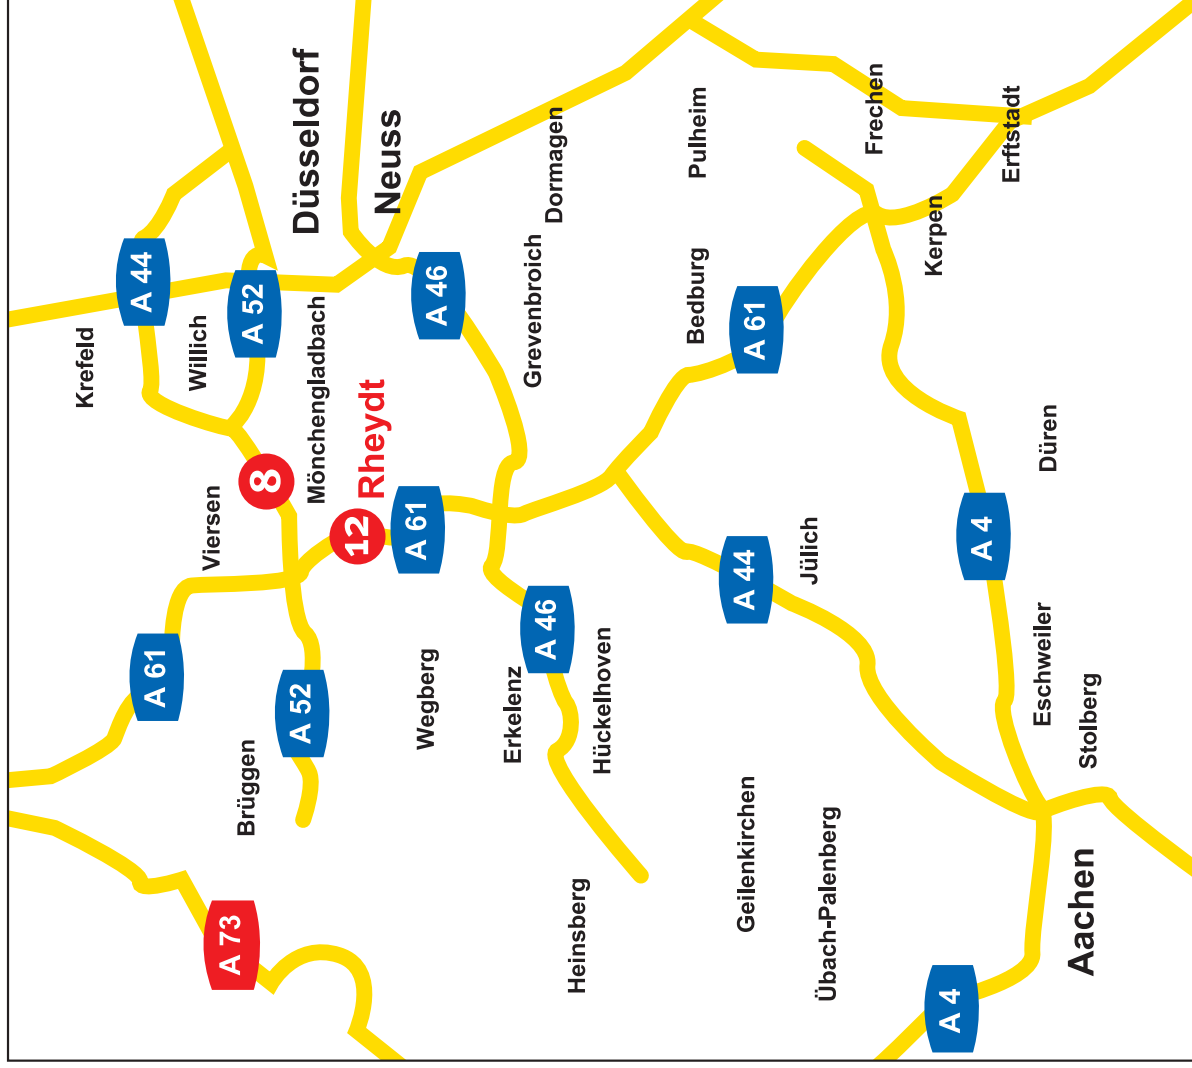 Krefeld
A 44
Willich
A 52
Düsseldorf
Neuss
Mönchengladbach
8
Viersen
12
Rheydt
A 61
A 46
Dormagen
Grevenbroich
Pulheim
Frechen
Erftstadt
Kerpen
Bedburg
A 61
A 61
A 52
Brüggen
A 73
Wegberg
Erkelenz
A 46
Hückelhoven
Heinsberg
A 44
Jülich
Düren
A 4
Eschweiler
Stolberg
Geilenkirchen
Übach-Palenberg
Aachen
A 4